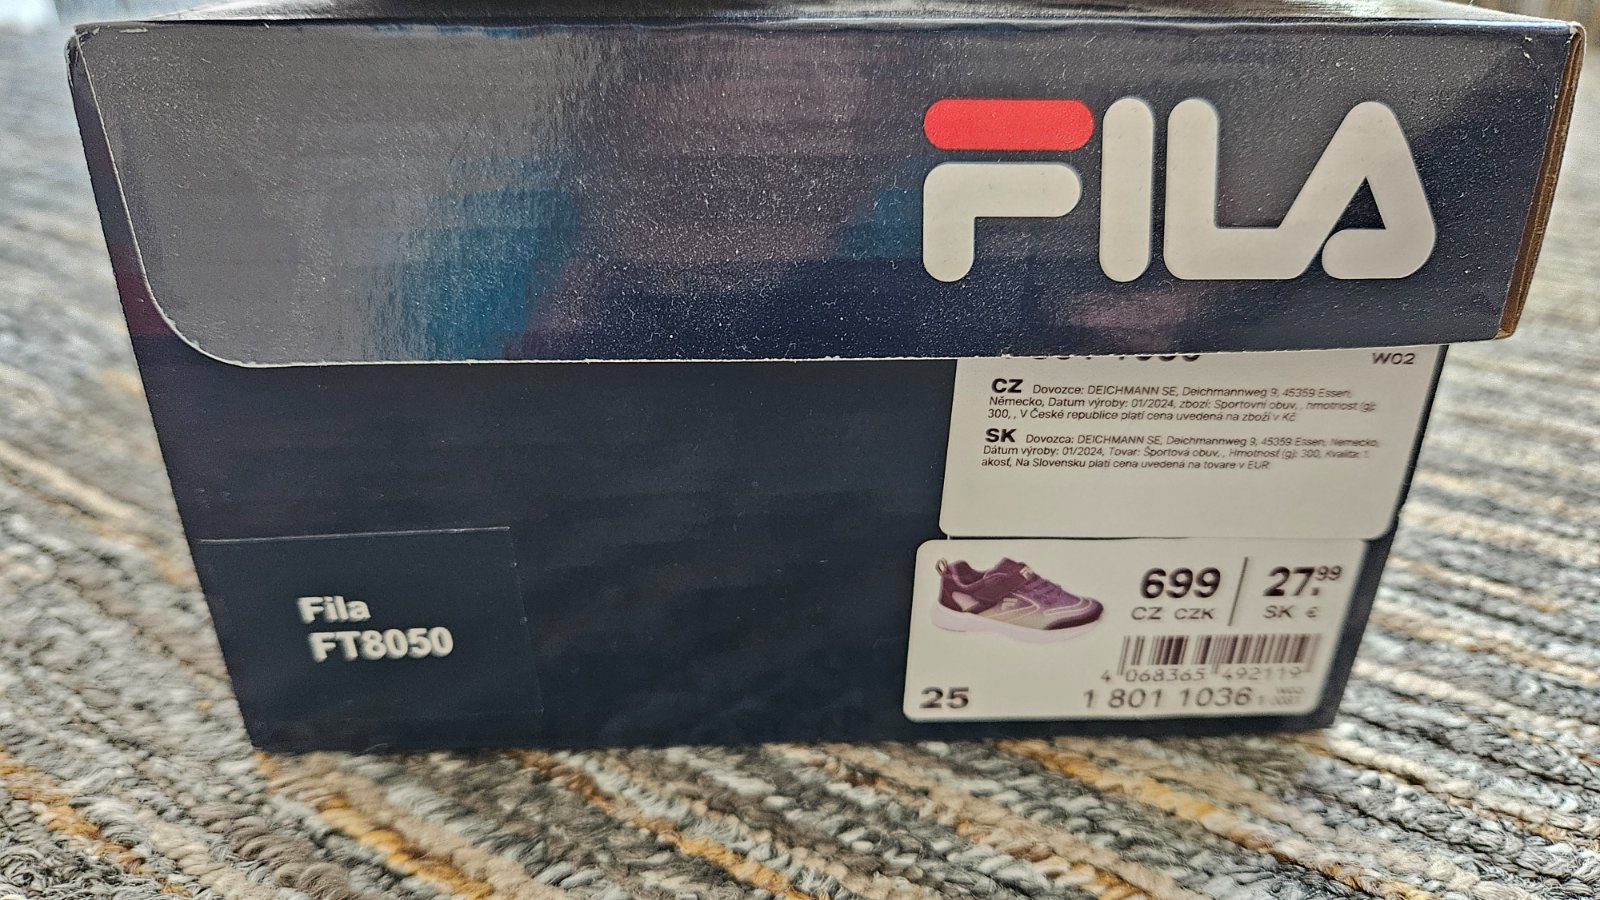 FILA
W02
CZ Dovozce: DEICHMANN SE, Deichmannweg 9, 45359 Essen,
Německo, Datum výroby: 01/2024, zboží: Sportovní obuv, , hmotnost (g):
300, , V České republice platí cena uvedená na zboží v Kč
SK Dovozca: DEICHMANN SE, Deichmannweg 9, 45359 Essen, Nemecko,
Dátum výroby: 01/2024, Tovar: Športová obuv, , Hmotnosť (g): 300, Kvalita: 1.
akosť, Na Slovensku platí cena uvedená na tovare v EUR
Fila
FT8050
699 27.99
CZ CZK SK €
4 068365 492119
25 1 801 1036